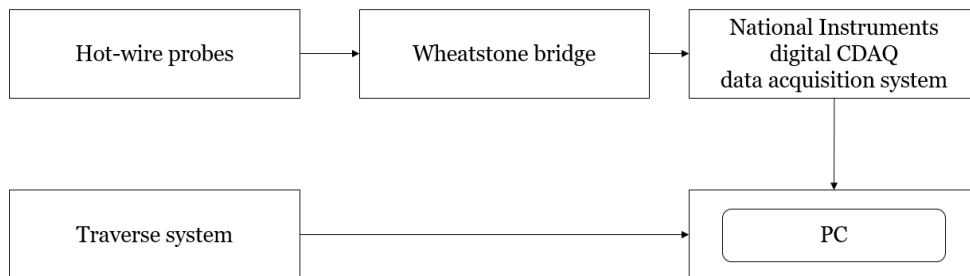 Hot-wire probes
Wheatstone bridge
National Instruments
digital CDAQ
data acquisition system
Traverse system
PC